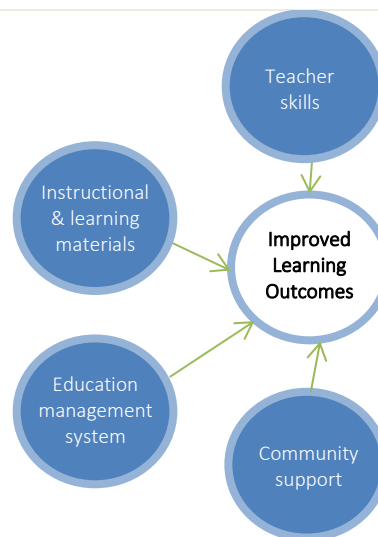 Teacher
skills
Instructional
& learning
materials
Improved
Learning
Outcomes
Education
management
system
Community
support